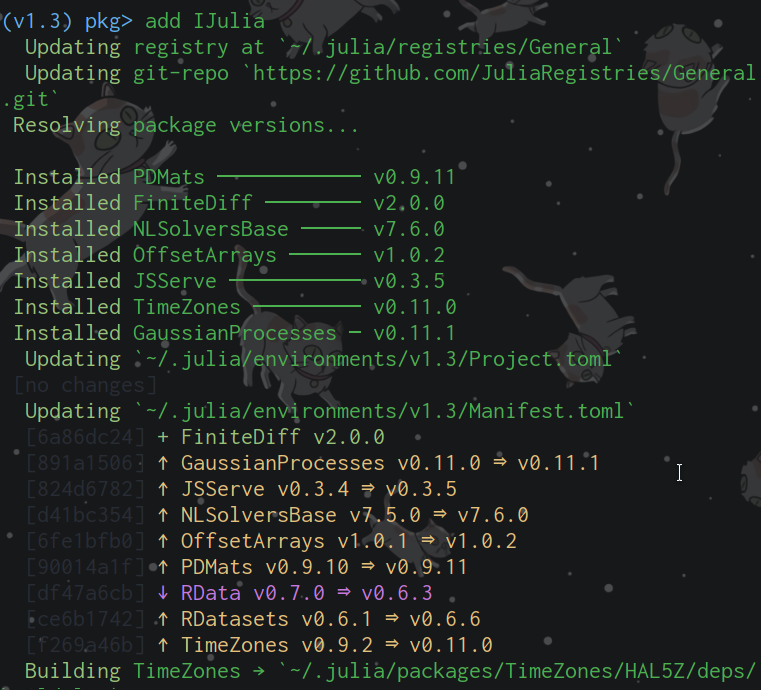 (v1.3) pkg> add IJulia
Updating registry at `~/.julia/registries/General`
Updating git-repo `https://github.com/JuliaRegistries/General
.git`
Resolving package versions...
Installed PDMats ──────────── v0.9.11
Installed FiniteDiff ──────── v2.0.0
Installed NLSolversBase ───── v7.6.0
Installed OffsetArrays ────── v1.0.2
Installed JSServe ─────────── v0.3.5
Installed TimeZones ───────── v0.11.0
Installed GaussianProcesses ─ v0.11.1
Updating `~/.julia/environments/v1.3/Project.toml`
[no changes]
Updating `~/.julia/environments/v1.3/Manifest.toml`
[6a86dc24] + FiniteDiff v2.0.0
[891a1506] ↑ GaussianProcesses v0.11.0 ⇒ v0.11.1
[824d6782] ↑ JSServe v0.3.4 ⇒ v0.3.5
[d41bc354] ↑ NLSolversBase v7.5.0 ⇒ v7.6.0
[6fe1bfb0] ↑ OffsetArrays v1.0.1 ⇒ v1.0.2
[90014a1f] ↑ PDMats v0.9.10 ⇒ v0.9.11
[df47a6cb] ↓ RData v0.7.0 ⇒ v0.6.3
[ce6b1742] ↑ RDatasets v0.6.1 ⇒ v0.6.6
[f269a46b] ↑ TimeZones v0.9.2 ⇒ v0.11.0
Building TimeZones → `~/.julia/packages/TimeZones/HAL5Z/deps/